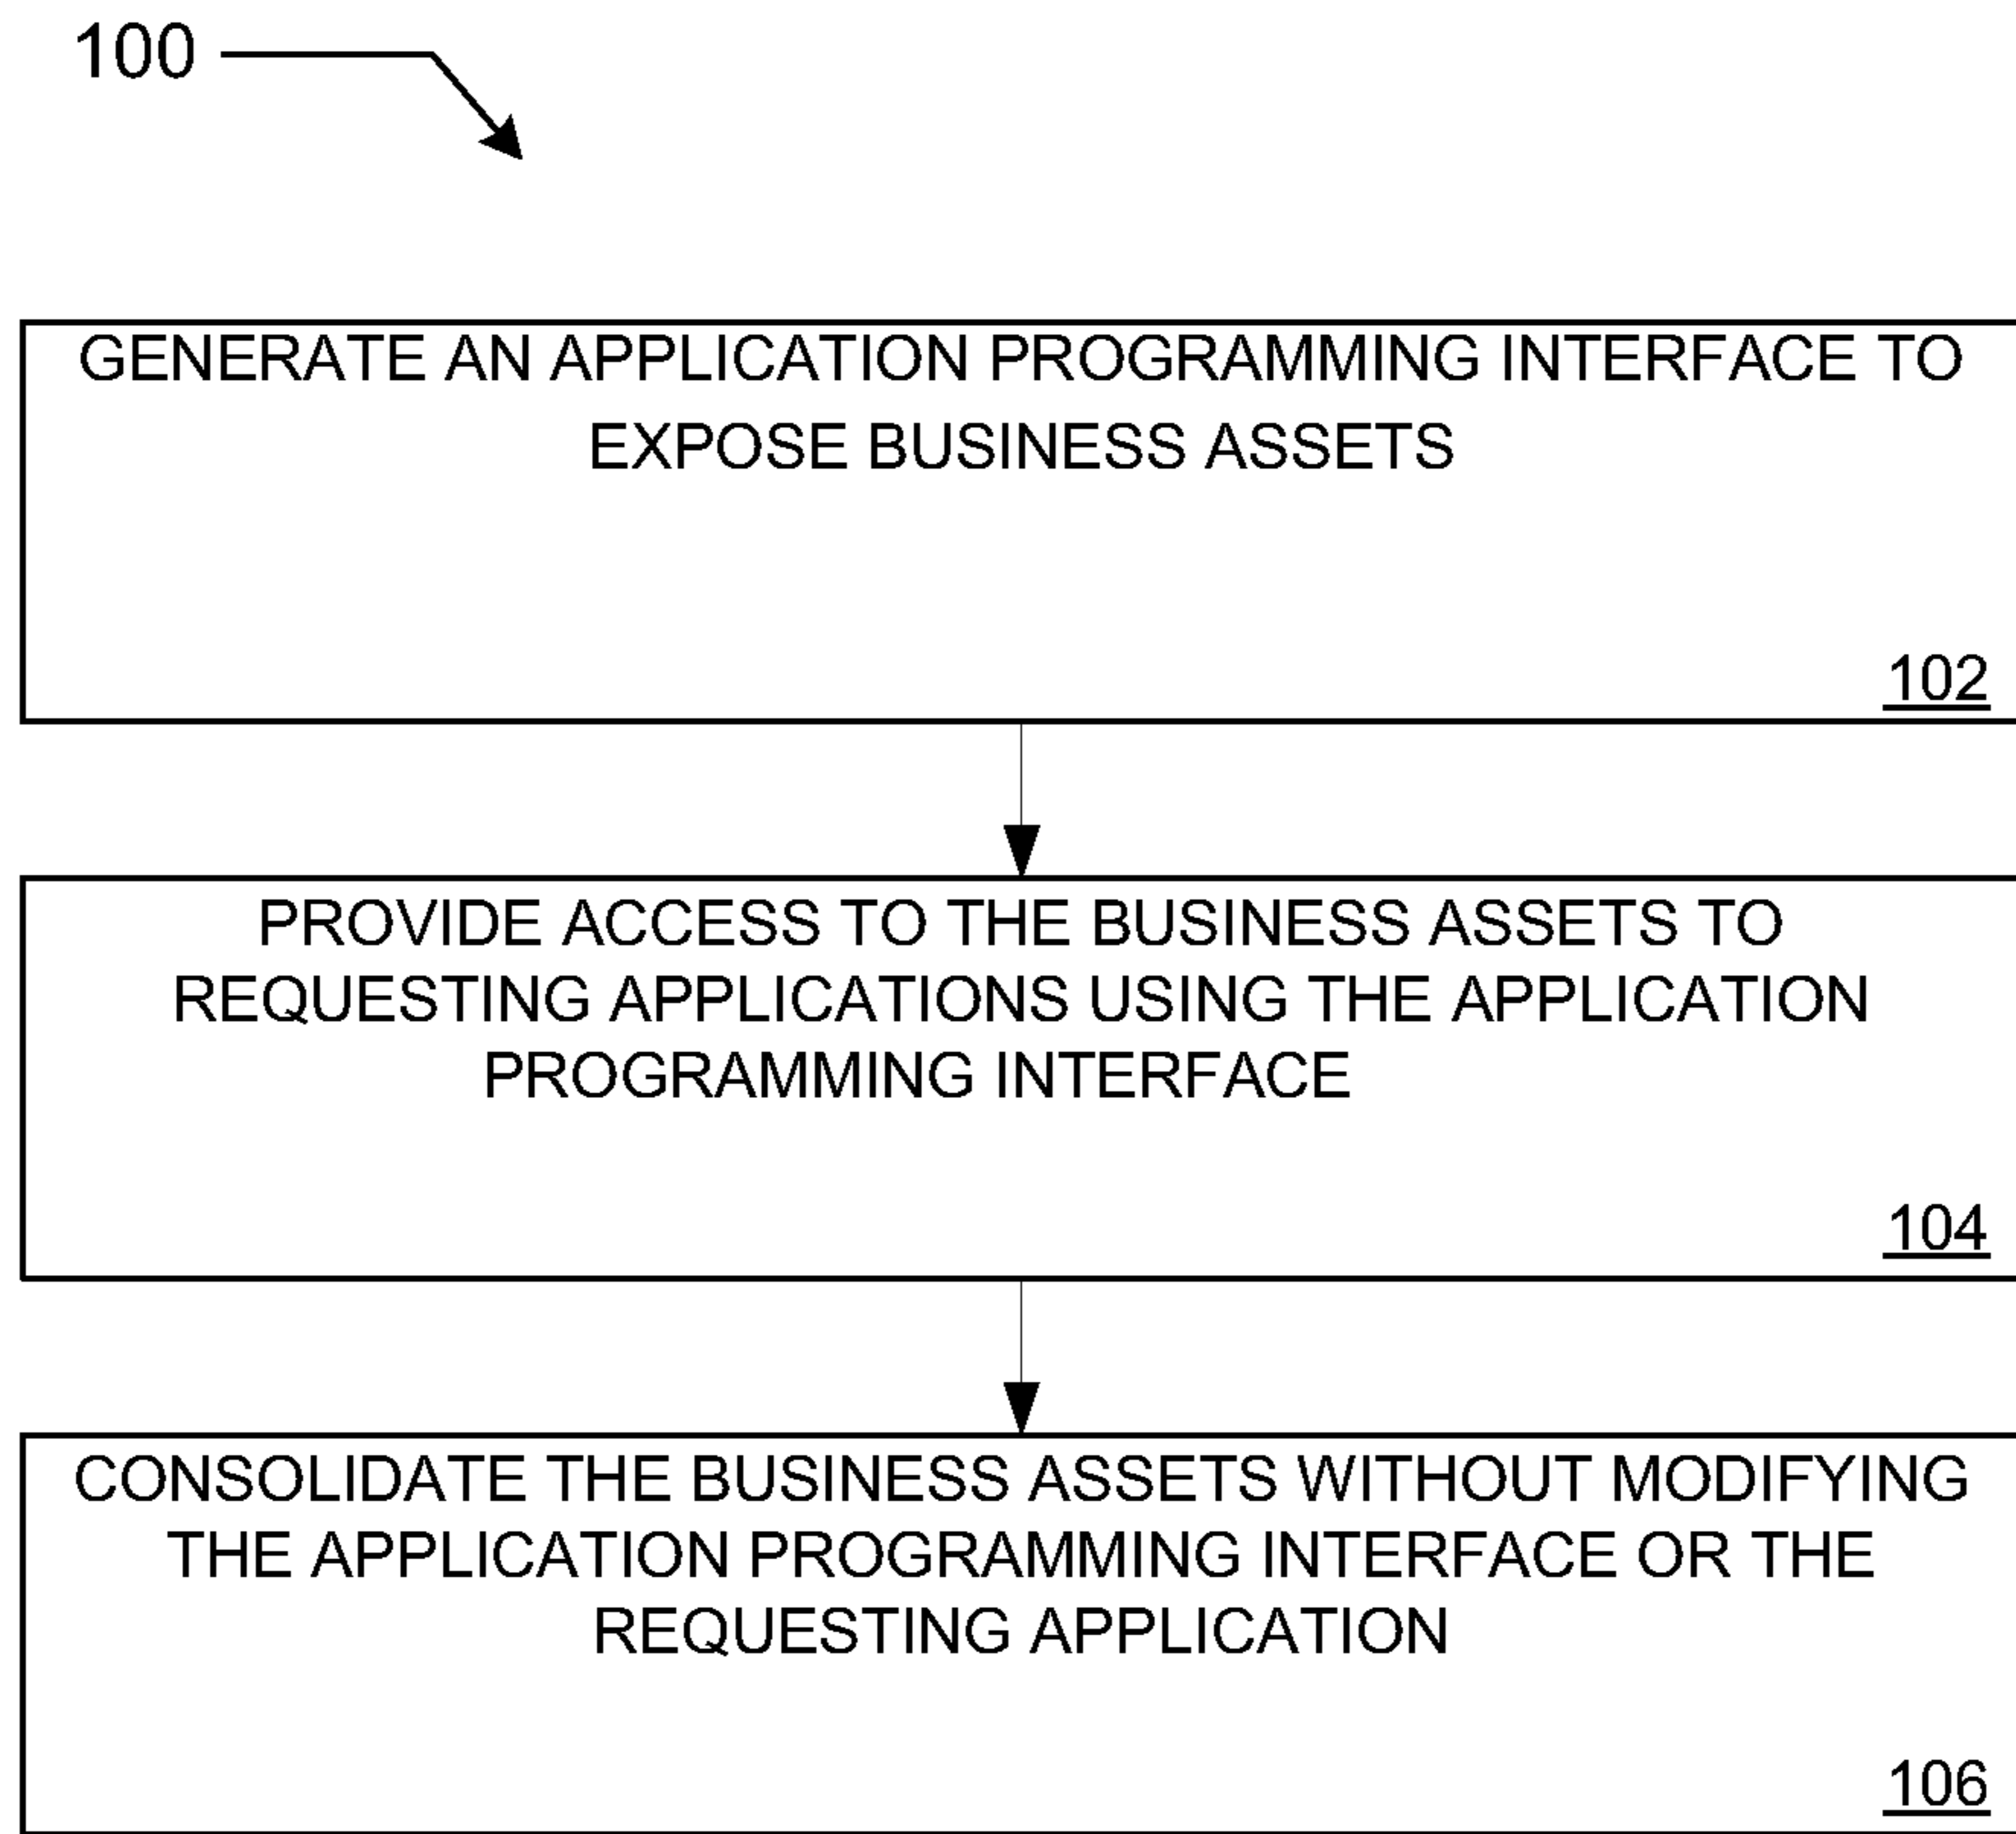 100
GENERATE AN APPLICATION PROGRAMMING INTERFACE TO
EXPOSE BUSINESS ASSETS
102
PROVIDE ACCESS TO THE BUSINESS ASSETS TO
REQUESTING APPLICATIONS USING THE APPLICATION
PROGRAMMING INTERFACE
104
CONSOLIDATE THE BUSINESS ASSETS WITHOUT MODIFYING
THE APPLICATION PROGRAMMING INTERFACE OR THE
REQUESTING APPLICATION
106